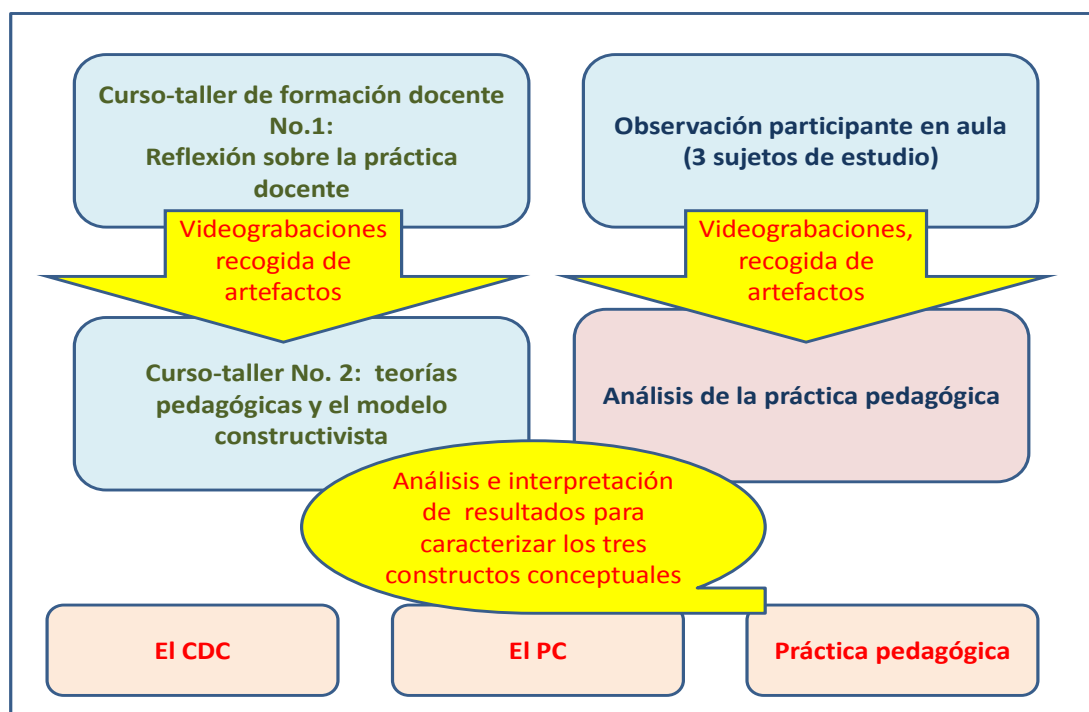 Curso-taller de formación docente
No.1:
Reflexión sobre la práctica
docente
Observación participante en aula
(3 sujetos de estudio)
Videograbaciones
recogida de
artefactos
Videograbaciones,
recogida de
artefactos
Curso-taller No. 2: teorías
pedagógicas y el modelo
constructivista
Análisis de la práctica pedagógica
Análisis e interpretación
de resultados para
caracterizar los tres
constructos conceptuales
El CDC
El PC
Práctica pedagógica